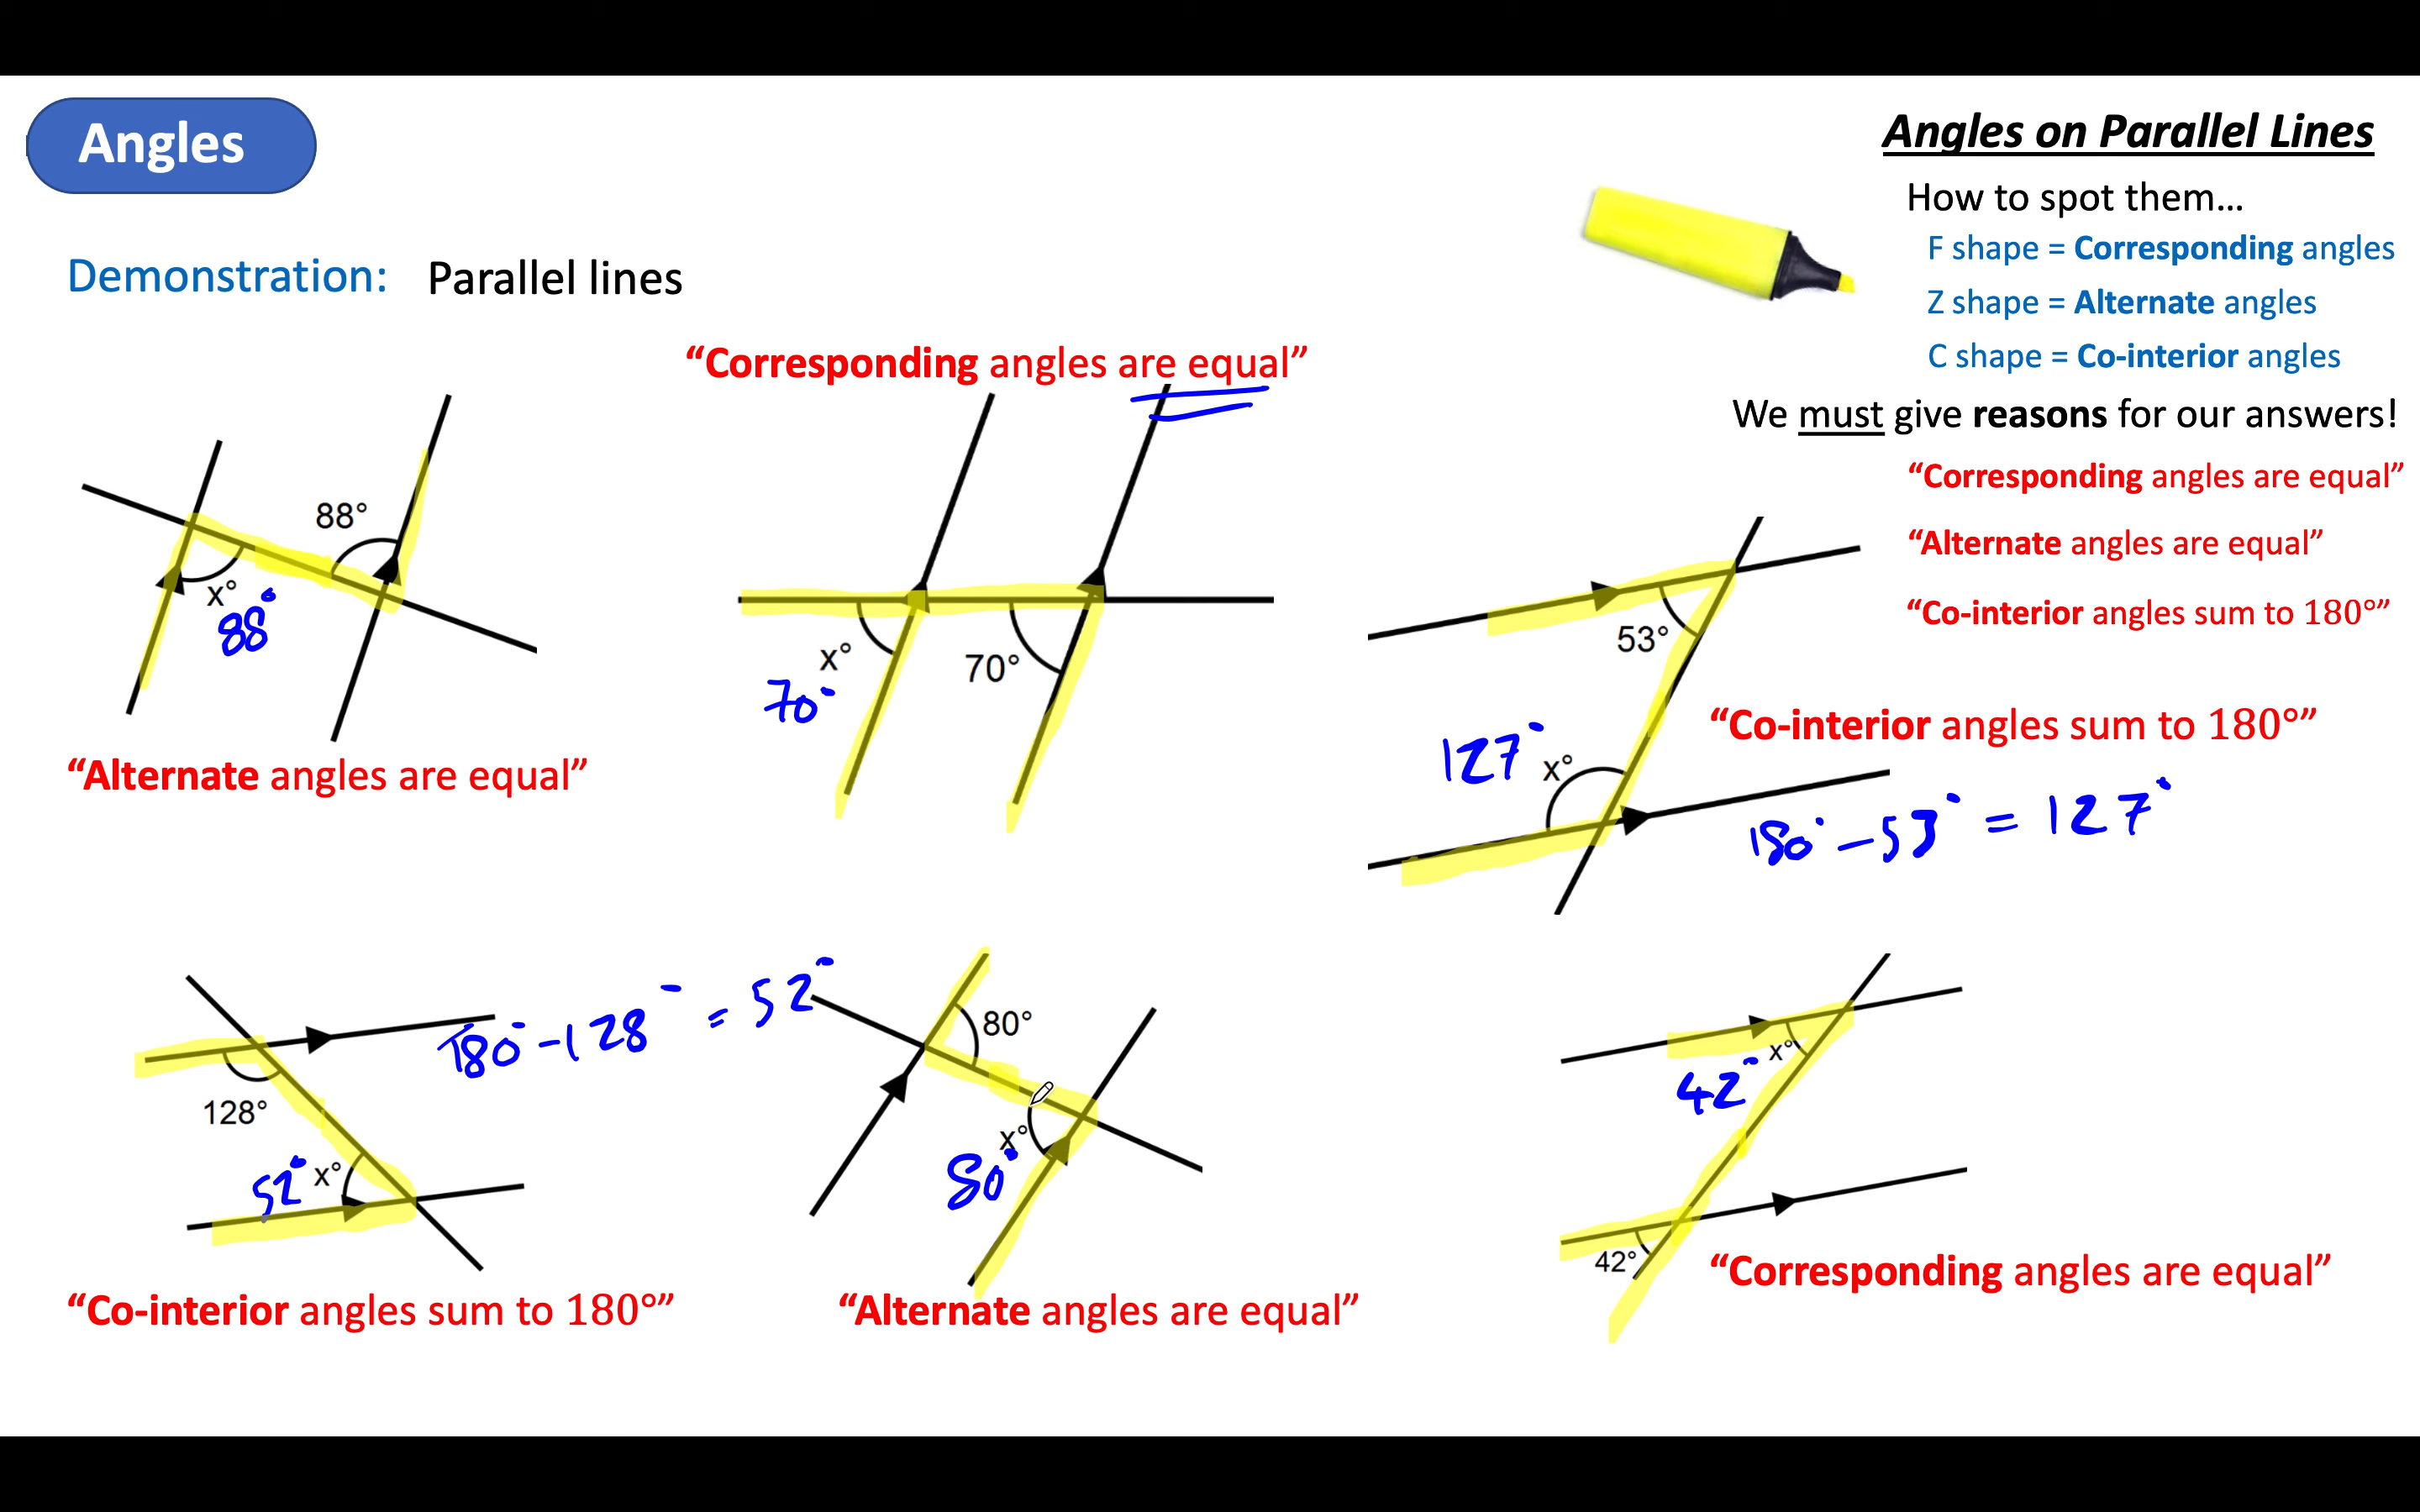 Angles
Angles on Parallel Lines
How to spot them...
F shape = Corresponding angles
Z shape = Alternate angles
C shape = Co-interior angles
We must give reasons for our answers!
“Corresponding angles are equal”
“Alternate angles are equal”
“Co-interior angles sum to 180°”
Demonstration: Parallel lines
88°
x°
88°
“Alternate angles are equal”
“Corresponding angles are equal”
x°
70°
70°
53°
“Co-interior angles sum to 180°”
127°
x°
180° - 53° = 127°
180° - 128° = 52°
128°
52°
x°
“Co-interior angles sum to 180°”
80°
x°
80°
“Alternate angles are equal”
x°
42°
42°
“Corresponding angles are equal”